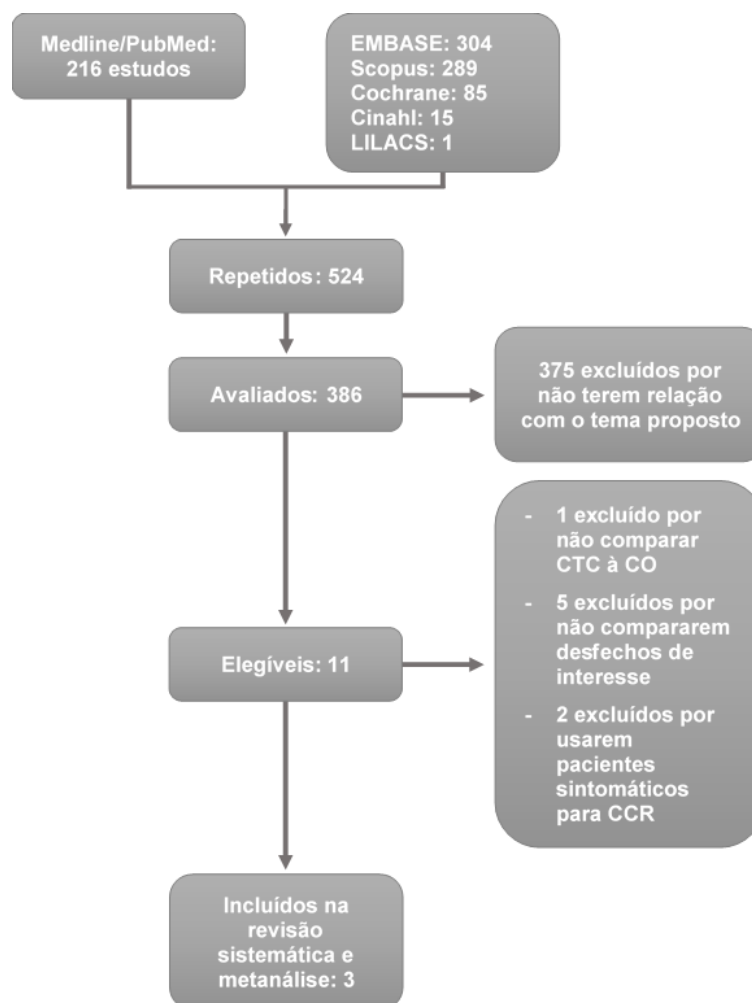 Medline/PubMed:
216 estudos
EMBASE: 304
Scopus: 289
Cochrane: 85
Cinahl: 15
LILACS: 1
Repetidos: 524
Avaliados: 386
375 excluídos por
não terem relação
com o tema proposto
- 1 excluído por
não comparar
CTC à CO
- 5 excluídos por
não compararem
desfechos de
interesse
- 2 excluídos por
usarem
pacientes
sintomáticos
para CCR
Elegíveis: 11
Incluídos na
revisão
sistemática e
metanálise: 3